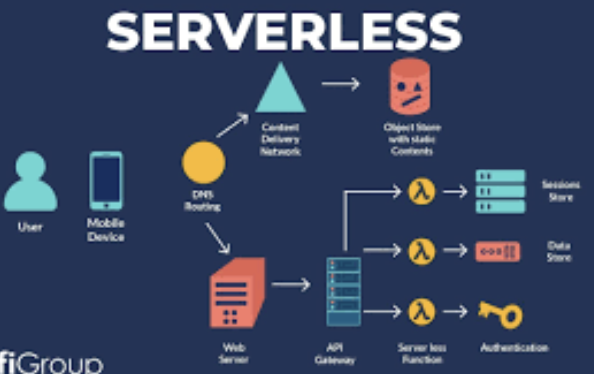 SERVERLESS
Content
Delivery
Network
Object Store
with static
Contents
DNS
Routing
User
Mobile
Device
λ
Sessions
Store
λ
Data
Store
λ
Web
Server
API
Gateway
Server less
Function
Authentication
fiGroup